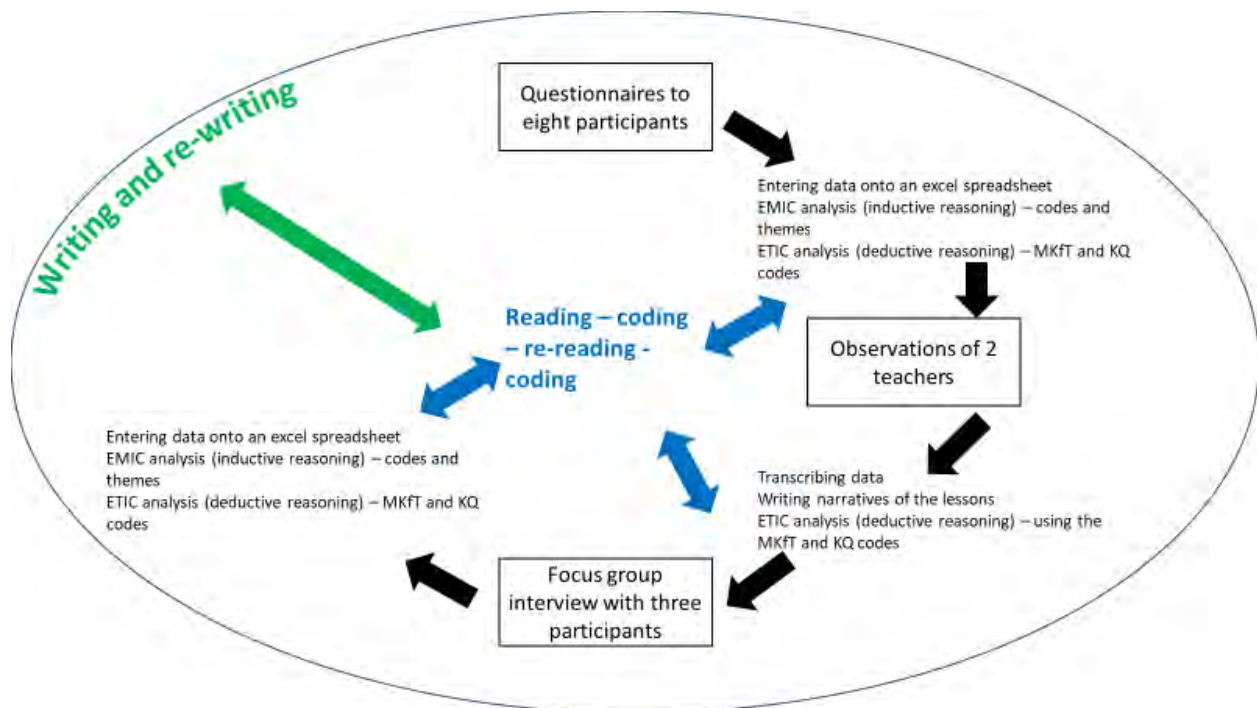 Writing and re-writing
Questionnaires to
eight participants
Entering data onto an excel spreadsheet
EMIC analysis (inductive reasoning) – codes and
themes
ETIC analysis (deductive reasoning) – MKfT and KQ
codes
Reading – coding
– re-reading -
coding
Observations of 2
teachers
Entering data onto an excel spreadsheet
EMIC analysis (inductive reasoning) – codes and
themes
ETIC analysis (deductive reasoning) – MKfT and KQ
codes
Transcribing data
Writing narratives of the lessons
ETIC analysis (deductive reasoning) – using the
MKfT and KQ codes
Focus group
interview with three
participants